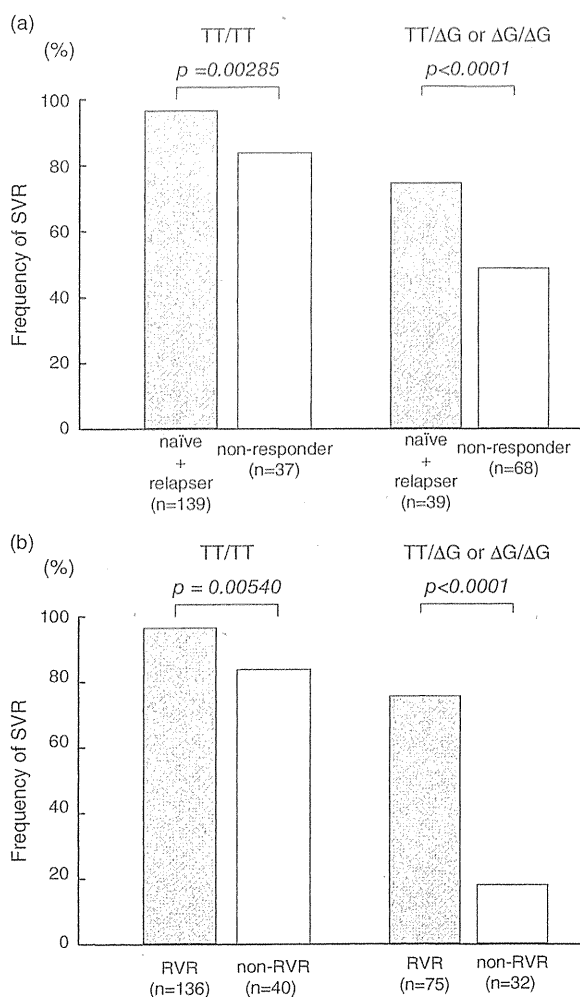 (a)
(%)
TT/TT
TT/ΔG or ΔG/ΔG
p =0.00285
p<0.0001
100
80
60
40
20
0
Frequency of SVR
naïve
+
relapser
(n=139)
non-responder
(n=37)
naïve
+
relapser
(n=39)
non-responder
(n=68)
(b)
(%)
TT/TT
TT/ΔG or ΔG/ΔG
p = 0.00540
p<0.0001
100
80
60
40
20
0
Frequency of SVR
RVR
(n=136)
non-RVR
(n=40)
RVR
(n=75)
non-RVR
(n=32)